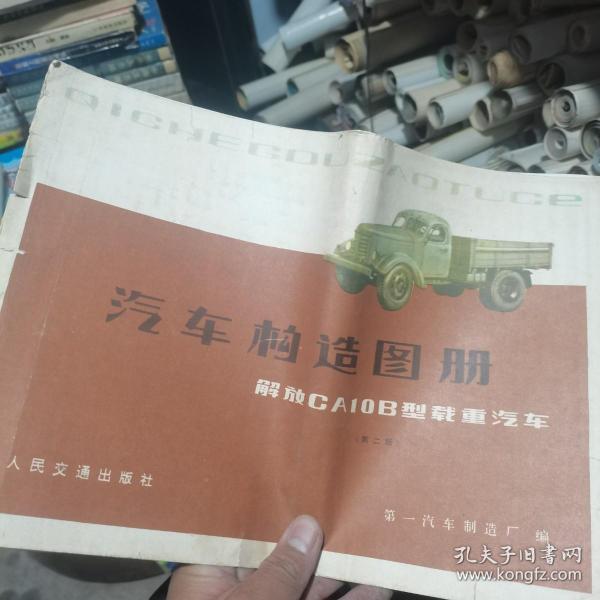 QICHEGOUZAOTUCE
汽车构造图册
解放CA10B型载重汽车
(第二版)
人民交通出版社
第一汽车制造厂 编
孔夫子旧书网
www.kongfz.com